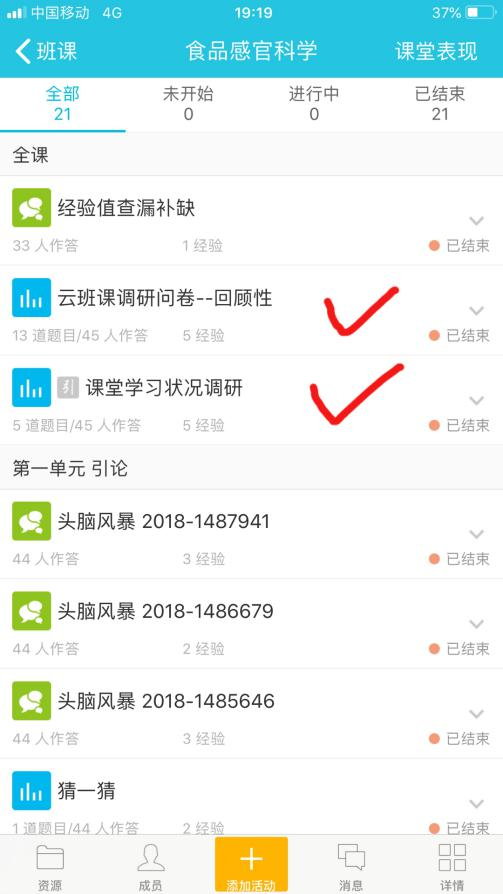 中国移动 4G 19:19 37%
班课 食品感官科学 课堂表现
全部 未开始 进行中 已结束
21 0 0 21
全课
经验值查漏补缺
33 人作答 1 经验 已结束
云班课调研问卷--回顾性
13 道题目/45 人作答 5 经验 已结束
引 课堂学习状况调研
5 道题目/45 人作答 5 经验 已结束
第一单元 引论
头脑风暴 2018-1487941
44 人作答 3 经验 已结束
头脑风暴 2018-1486679
44 人作答 2 经验 已结束
头脑风暴 2018-1485646
44 人作答 3 经验 已结束
猜一猜
1 道题目/44 人作答 2 经验 已结束
资源 成员 添加活动 消息 详情